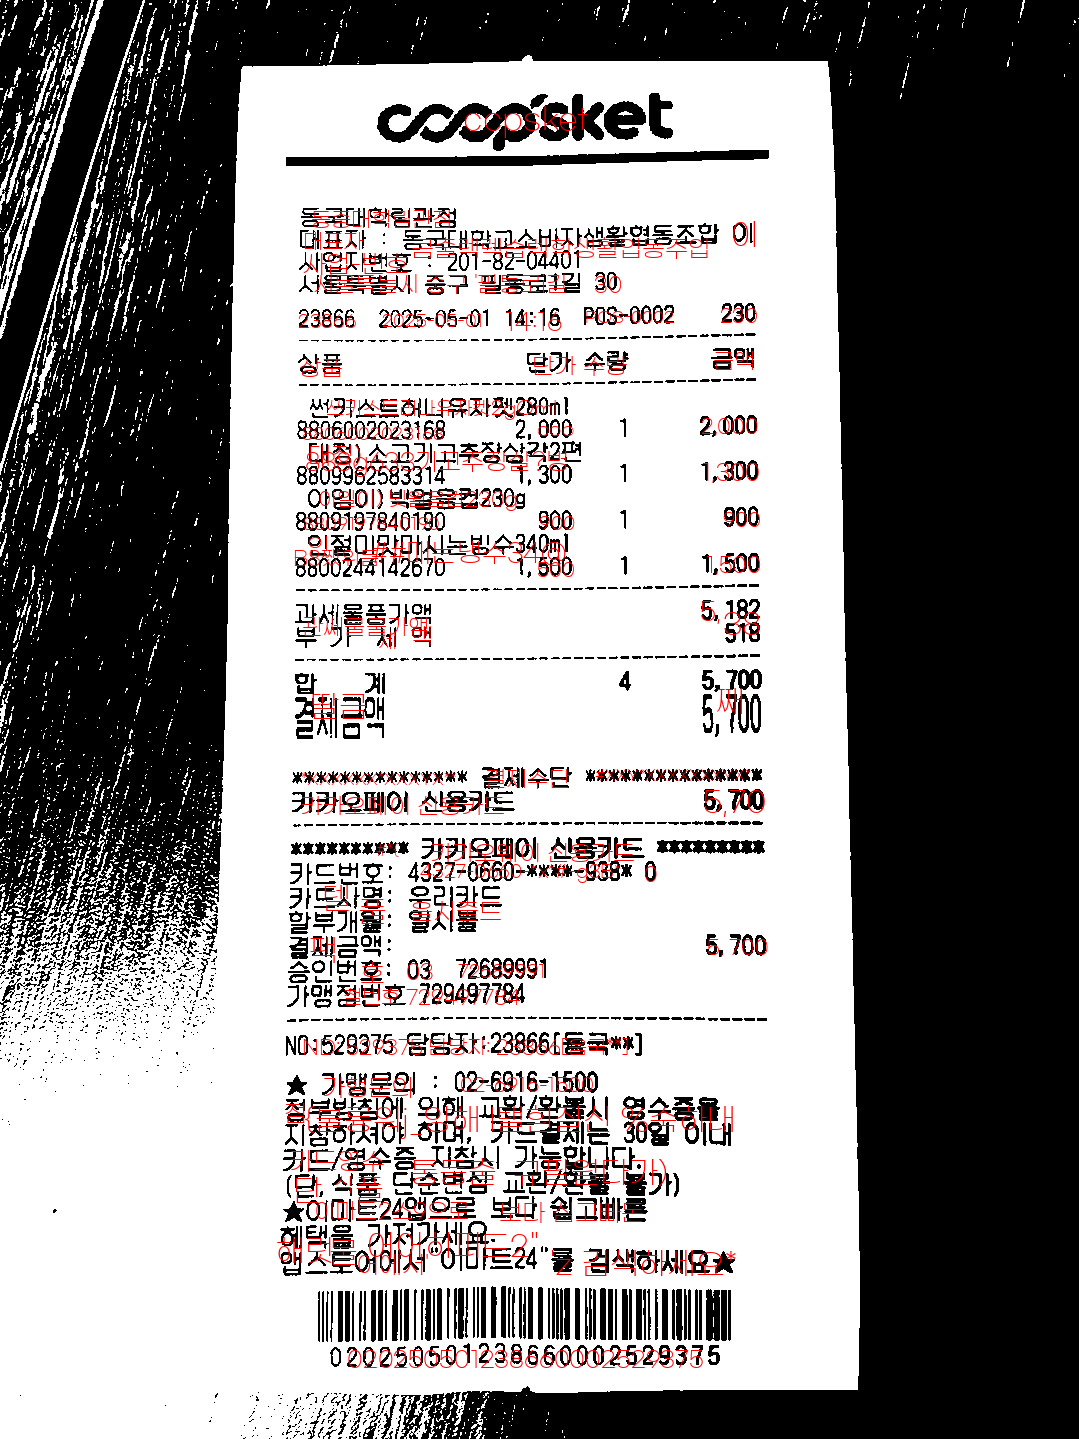 coop'sket
동국대학림관점
대표자 : 동국대학교소비자생활협동조합 이
사업자번호 : 201-82-04401
서울특별시 중구 필동로1길 30
23866 2025-05-01 14:16 POS-0002 230
상품 단가 수량 금액
썬키스트하니유자펫280ml
8806002023168 2,000 1 2,000
대정)소고기고추장삼각2편
8809962583314 1,300 1 1,300
아임이)빅얼음컵230g
8809197840190 900 1 900
인절미맛마시는빙수340ml
8800244142670 1,500 1 1,500
과세물품가액 5,182
부 가 세 액 518
합 계 4 5,700
결제금액 5,700
*************** 결제수단 ***************
카카오페이 신용카드 5,700
********** 카카오페이 신용카드 *********
카드번호: 4327-0660-****-938* 0
카드사명: 우리카드
할부개월: 일시불
결제금액: 5,700
승인번호: 03 72689991
가맹점번호 729497784
NO:529375 담당자:23866[동국**]
★ 가맹문의 : 02-6916-1500
정부방침에 의해 교환/환불시 영수증을
지참하셔야 하며, 카드결제는 30일 이내
카드/영수증 지참시 가능합니다.
(단, 식품 단순변심 교환/환불 불가)
★이마트24앱으로 보다 쉽고빠른
혜택을 가져가세요.
앱스토어에서"이마트24"를 검색하세요★
0202505012386600002529375